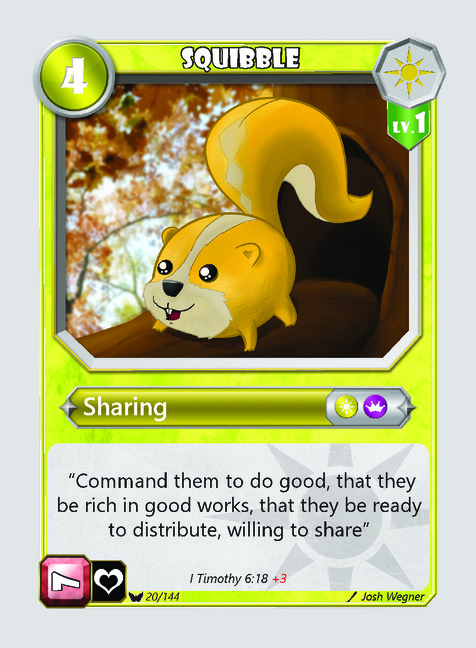 SQUIBBLE
4
LV.1
Sharing
“Command them to do good, that they
be rich in good works, that they be ready
to distribute, willing to share”
I Timothy 6:18 +3
20/144
Josh Wegner